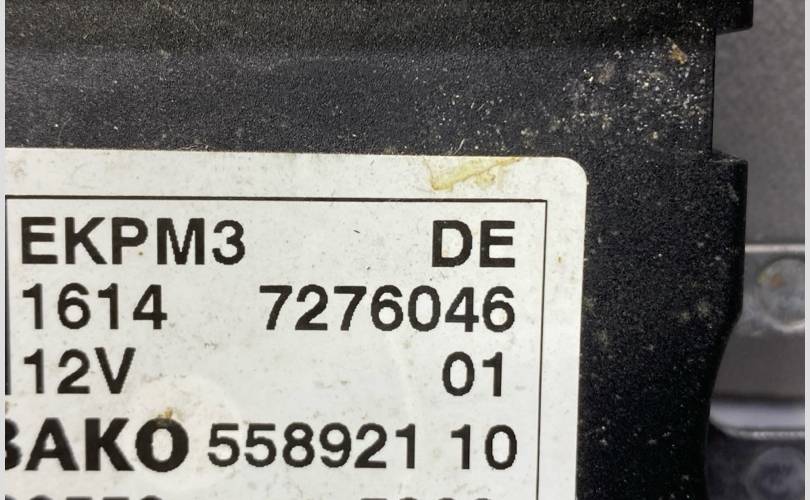 EKPM3 DE
1614 7276046
12V 01
BAKO 558921 10